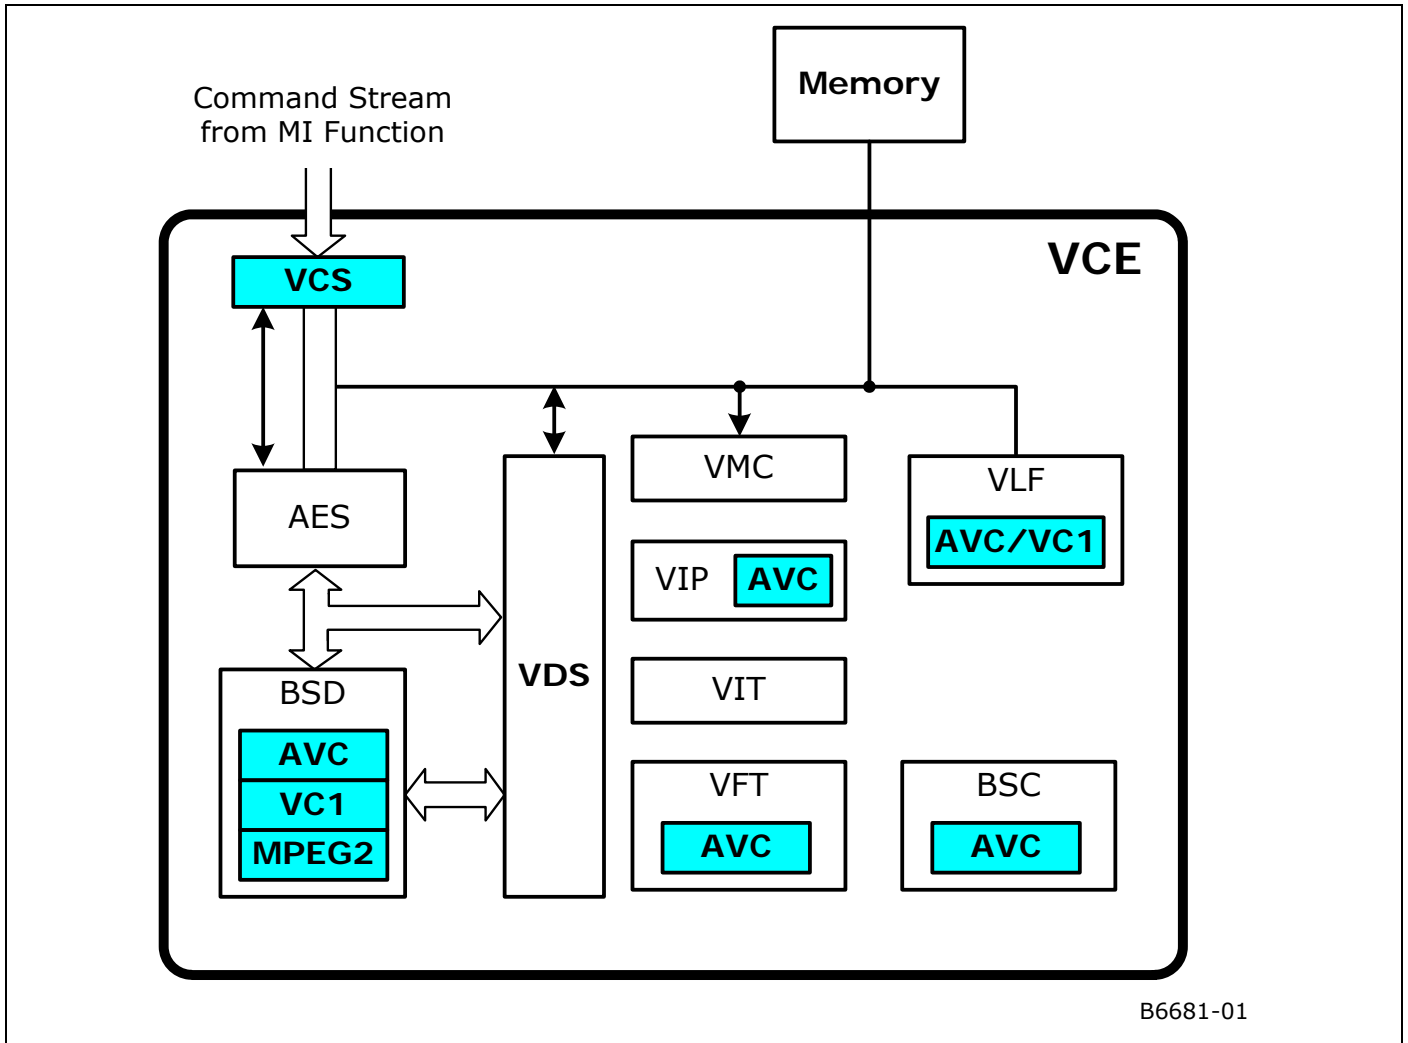 Memory
Command Stream
from MI Function
VCE
VCS
VMC
VLF
AVC/VC1
AES
VIP
AVC
VDS
BSD
AVC
VC1
MPEG2
VIT
VFT
AVC
BSC
AVC
B6681-01